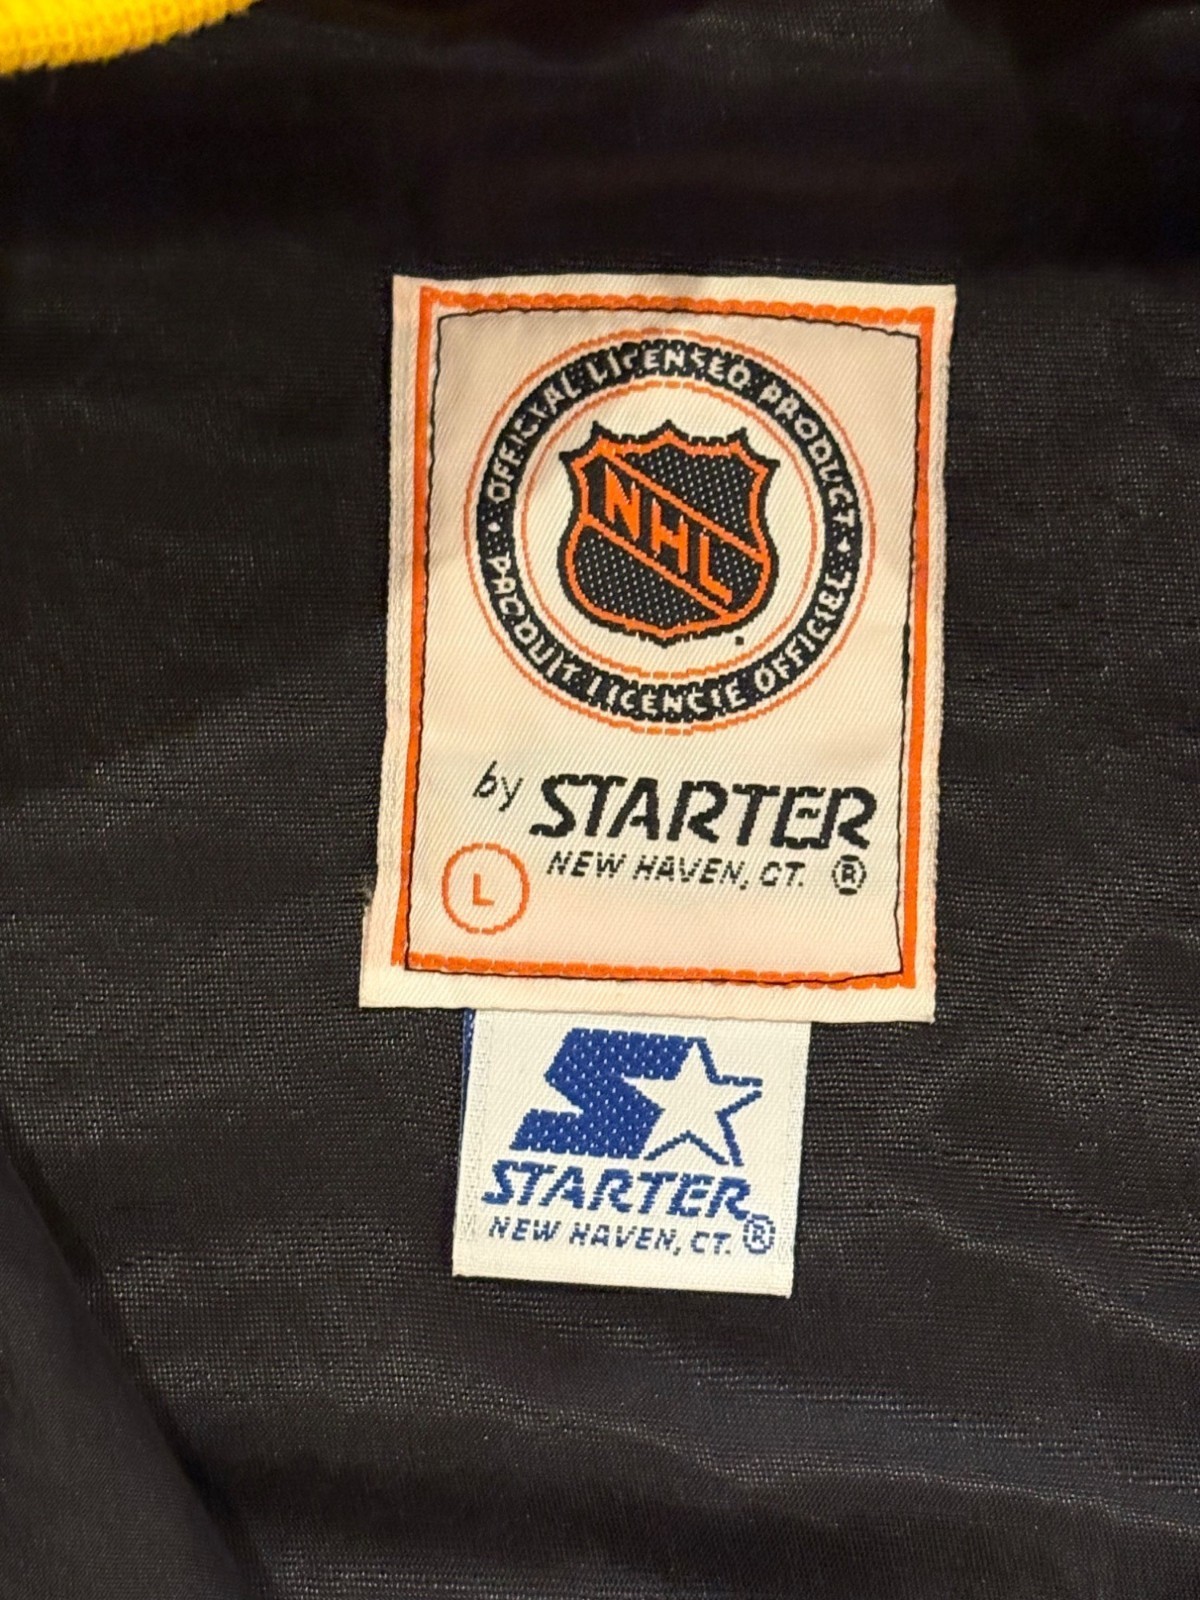 • OFFICIAL LICENSED PRODUCT •
NHL
PRODUIT LICENCIE OFFICIEL
by STARTER
NEW HAVEN, CT. ®
L
STARTER
NEW HAVEN, CT. ®